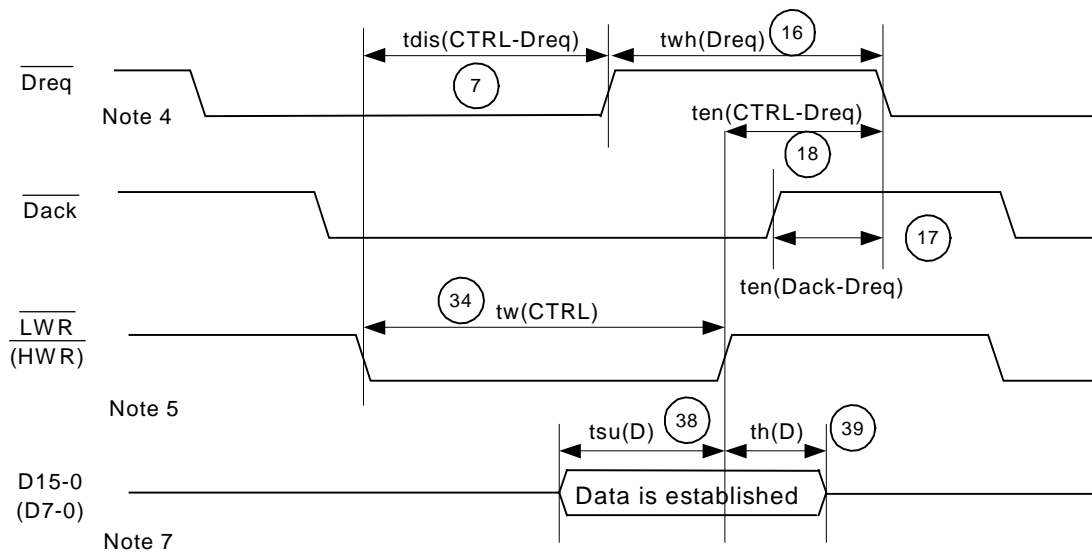 tdis(CTRL-Dreq)
twh(Dreq)
16
Dreq
7
Note 4
ten(CTRL-Dreq)
18
Dack
17
ten(Dack-Dreq)
34
tw(CTRL)
LWR
(HWR)
Note 5
tsu(D)
38
th(D)
39
D15-0
(D7-0)
Data is established
Note 7